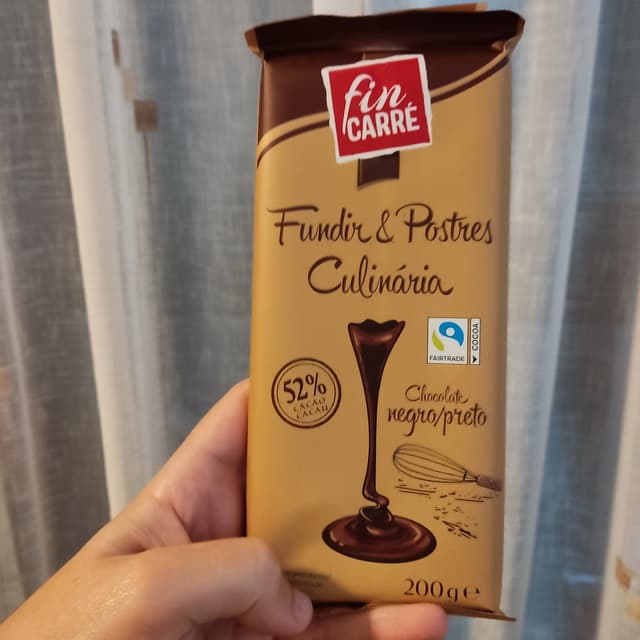 fin
CARRÉ
Fundir & Postres
Culinária
FAIRTRADE
COCOA
52%
CACAO
CACAU
Chocolate
negro/preto
200g℮